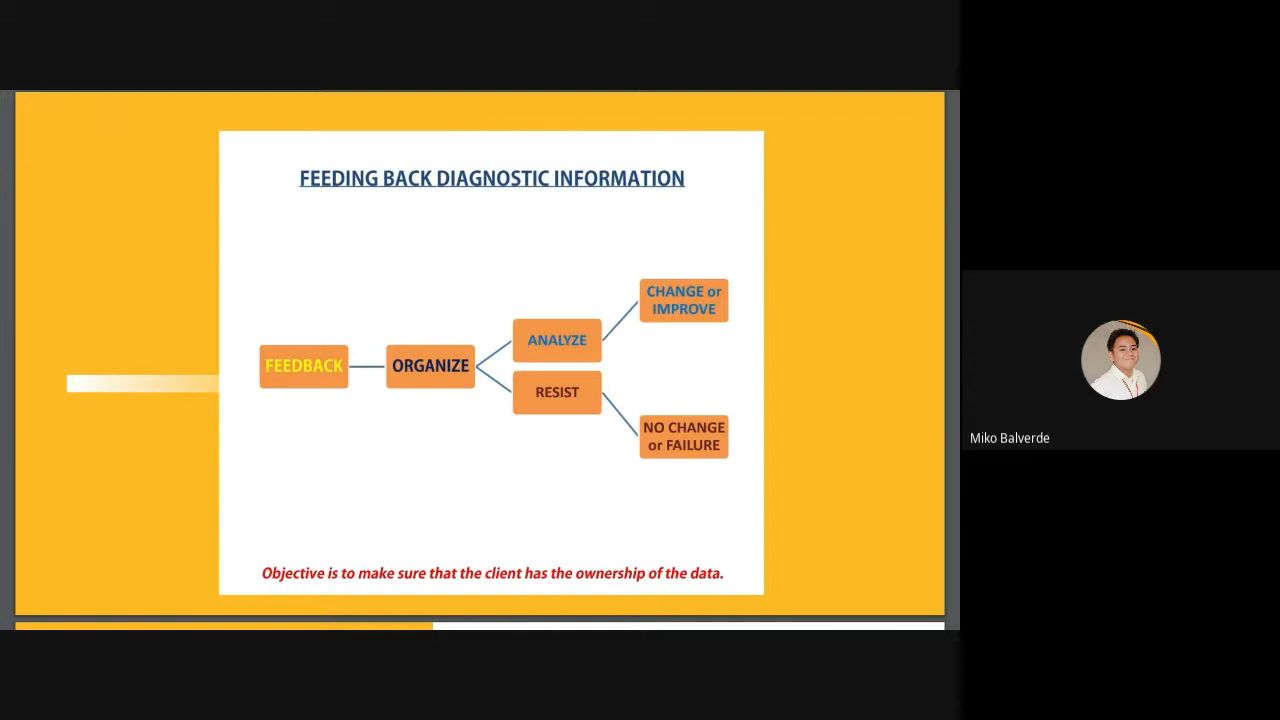 FEEDING BACK DIAGNOSTIC INFORMATION
CHANGE or
IMPROVE
ANALYZE
FEEDBACK
ORGANIZE
RESIST
NO CHANGE
or FAILURE
Objective is to make sure that the client has the ownership of the data.
Miko Balverde